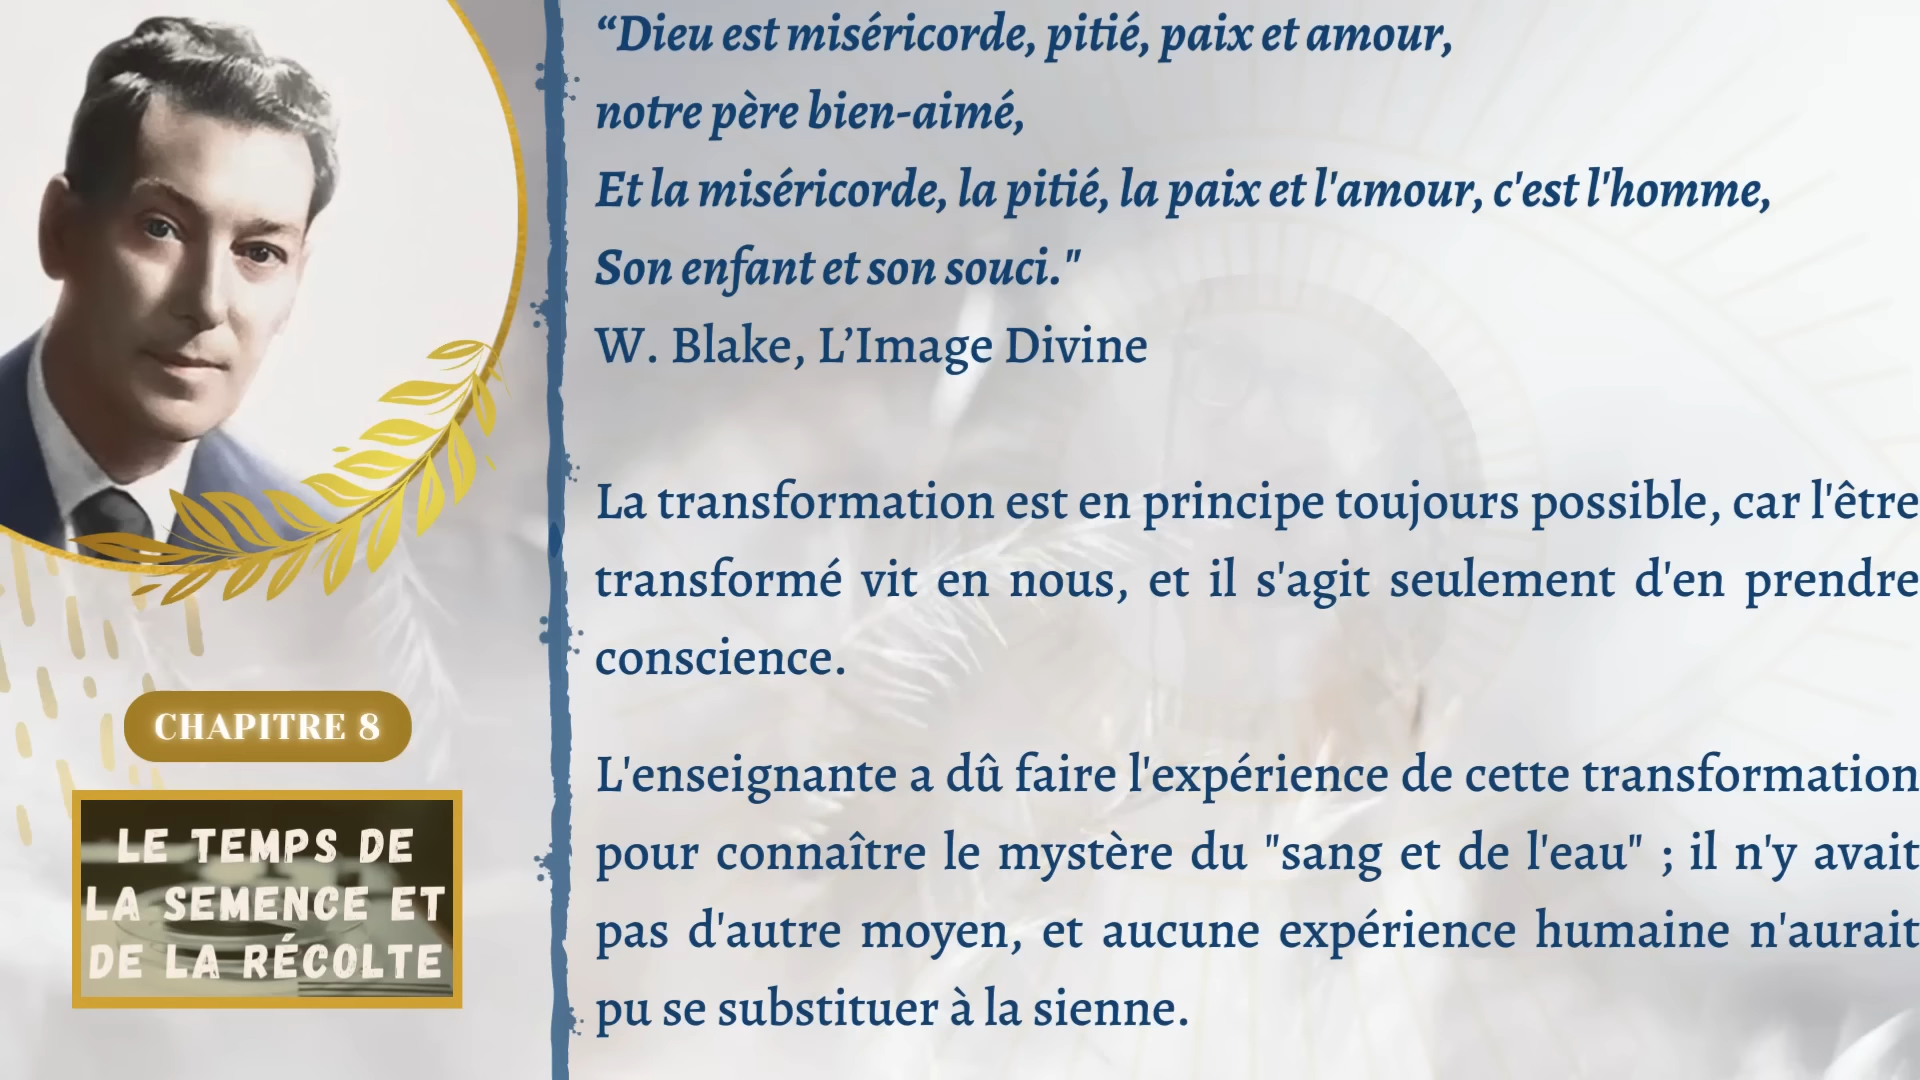 “Dieu est miséricorde, pitié, paix et amour,
notre père bien-aimé,
Et la miséricorde, la pitié, la paix et l'amour, c'est l'homme,
Son enfant et son souci."
W. Blake, L’Image Divine
La transformation est en principe toujours possible, car l'être
transformé vit en nous, et il s'agit seulement d'en prendre
conscience.
L'enseignante a dû faire l'expérience de cette transformation
pour connaître le mystère du "sang et de l'eau" ; il n'y avait
pas d'autre moyen, et aucune expérience humaine n'aurait
pu se substituer à la sienne.
CHAPITRE 8
LE TEMPS DE
LA SEMENCE ET
DE LA RÉCOLTE